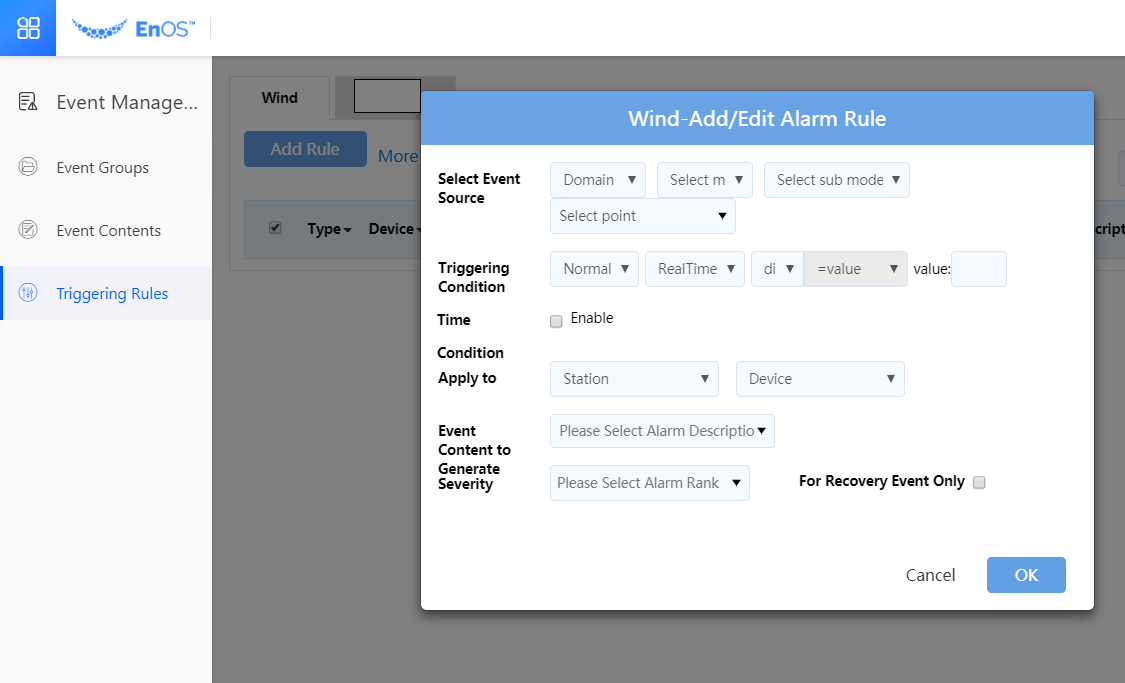 EnOS™
Event Manage...
Event Groups
Event Contents
Triggering Rules
Wind
Add Rule
More
Type
Device
cript
Wind-Add/Edit Alarm Rule
Select Event
Source
Domain
Select m
Select sub mode
Select point
Triggering
Condition
Normal
RealTime
di
=value
value:
Time
Condition
Enable
Apply to
Station
Device
Event
Content to
Generate
Please Select Alarm Descriptio
Severity
Please Select Alarm Rank
For Recovery Event Only
Cancel
OK